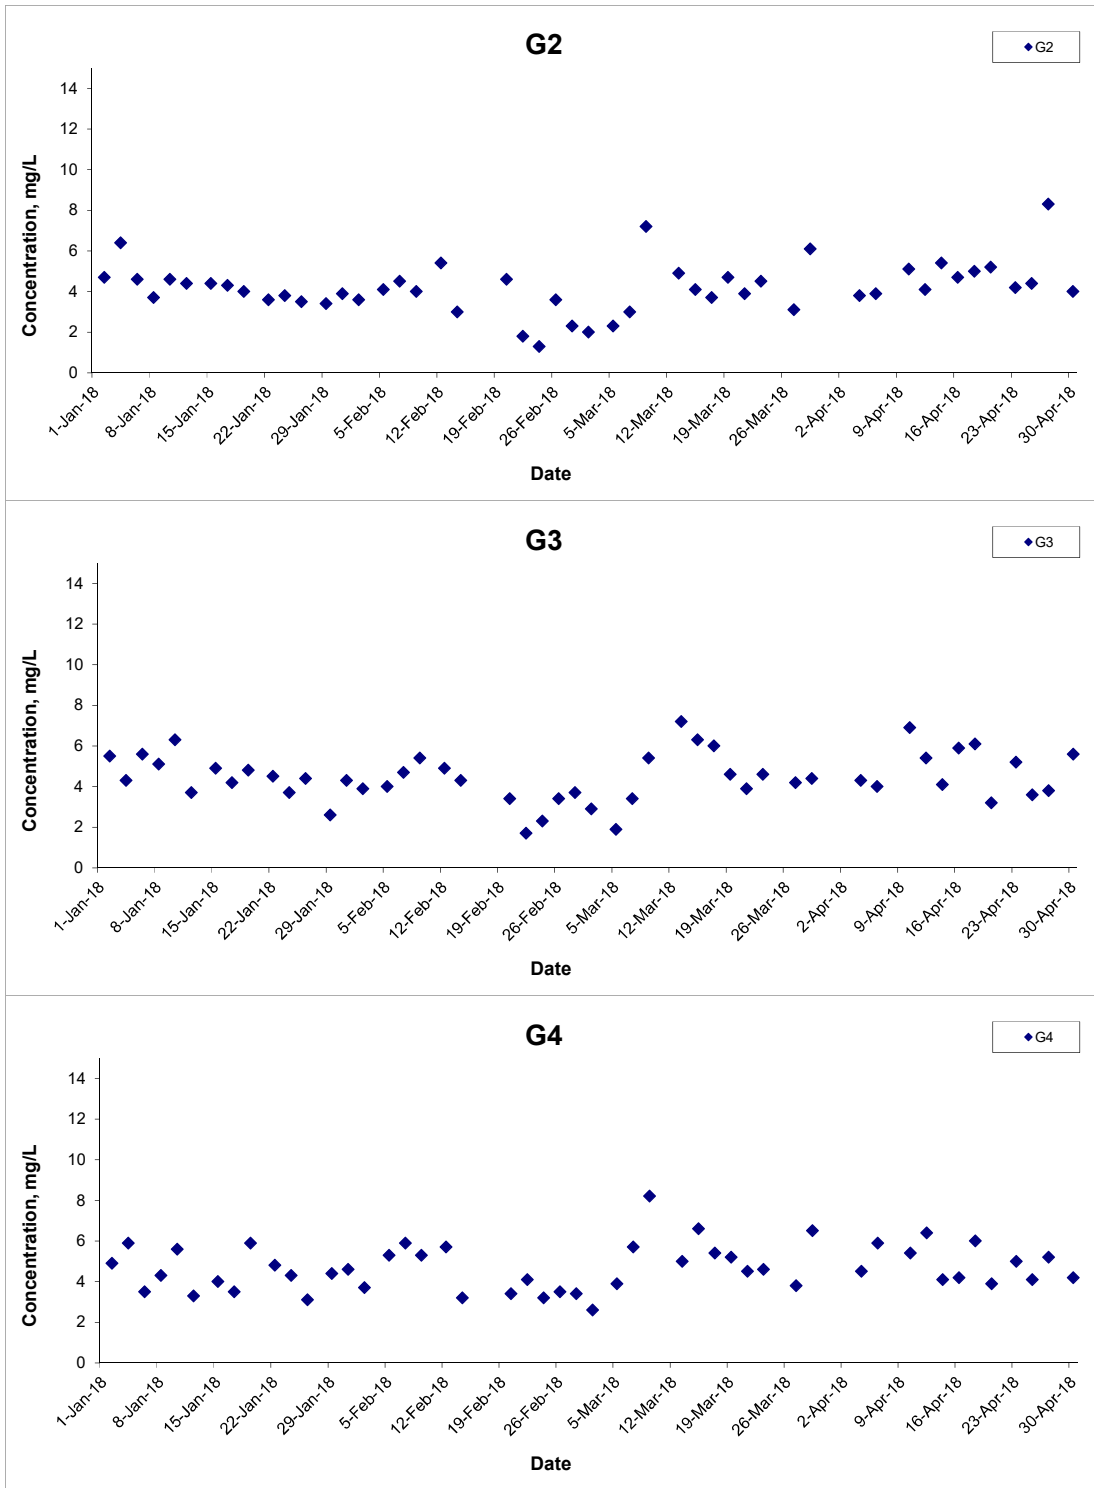 G2
G2
Concentration, mg/L
14
12
10
8
6
4
2
0
1-Jan-18
8-Jan-18
15-Jan-18
22-Jan-18
29-Jan-18
5-Feb-18
12-Feb-18
19-Feb-18
26-Feb-18
5-Mar-18
12-Mar-18
19-Mar-18
26-Mar-18
2-Apr-18
9-Apr-18
16-Apr-18
23-Apr-18
30-Apr-18
Date
G3
G3
Concentration, mg/L
14
12
10
8
6
4
2
0
1-Jan-18
8-Jan-18
15-Jan-18
22-Jan-18
29-Jan-18
5-Feb-18
12-Feb-18
19-Feb-18
26-Feb-18
5-Mar-18
12-Mar-18
19-Mar-18
26-Mar-18
2-Apr-18
9-Apr-18
16-Apr-18
23-Apr-18
30-Apr-18
Date
G4
G4
Concentration, mg/L
14
12
10
8
6
4
2
0
1-Jan-18
8-Jan-18
15-Jan-18
22-Jan-18
29-Jan-18
5-Feb-18
12-Feb-18
19-Feb-18
26-Feb-18
5-Mar-18
12-Mar-18
19-Mar-18
26-Mar-18
2-Apr-18
9-Apr-18
16-Apr-18
23-Apr-18
30-Apr-18
Date